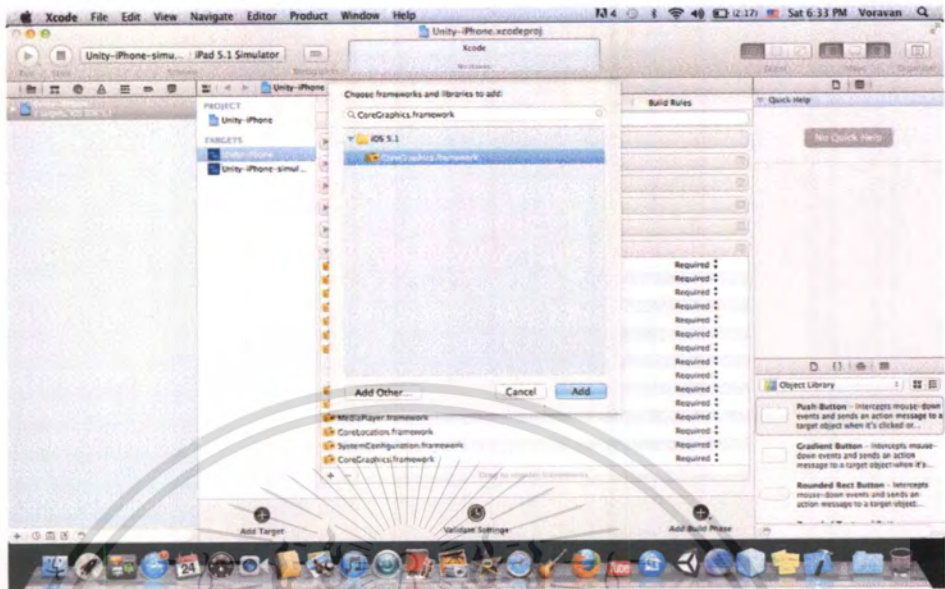 Xcode File Edit View Navigate Editor Product Window Help
4 Sat 6:33 PM Voravan
Unity-iPhone.xcodeproj
Unity-iPhone-simu... iPad 5.1 Simulator
Xcode
Unity-iPhone
Choose frameworks and libraries to add:
Build Rules
Quick Help
PROJECT
Unity-iPhone
CoreGraphics.framework
No Quick Help
TARGETS
iOS 5.1
Unity-iPhone
CoreGraphics.framework
Unity-iPhone-simul...
Required
Required
Required
Required
Required
Required
Required
Required
Object Library
Add Other... Cancel Add
Required
Required
Push Button - Intercepts mouse-down
events and sends an action message to a
target object when it's clicked or...
MediaPlayer.framework Required
CoreLocation.framework Required
SystemConfiguration.framework Required
CoreGraphics.framework Required
Gradient Button - Intercepts mouse-
down events and sends an action
message to a target object when it's...
Rounded Rect Button - Intercepts
mouse-down events and sends an
action message to a target object...
Add Target Validate Settings Add Build Phase
24